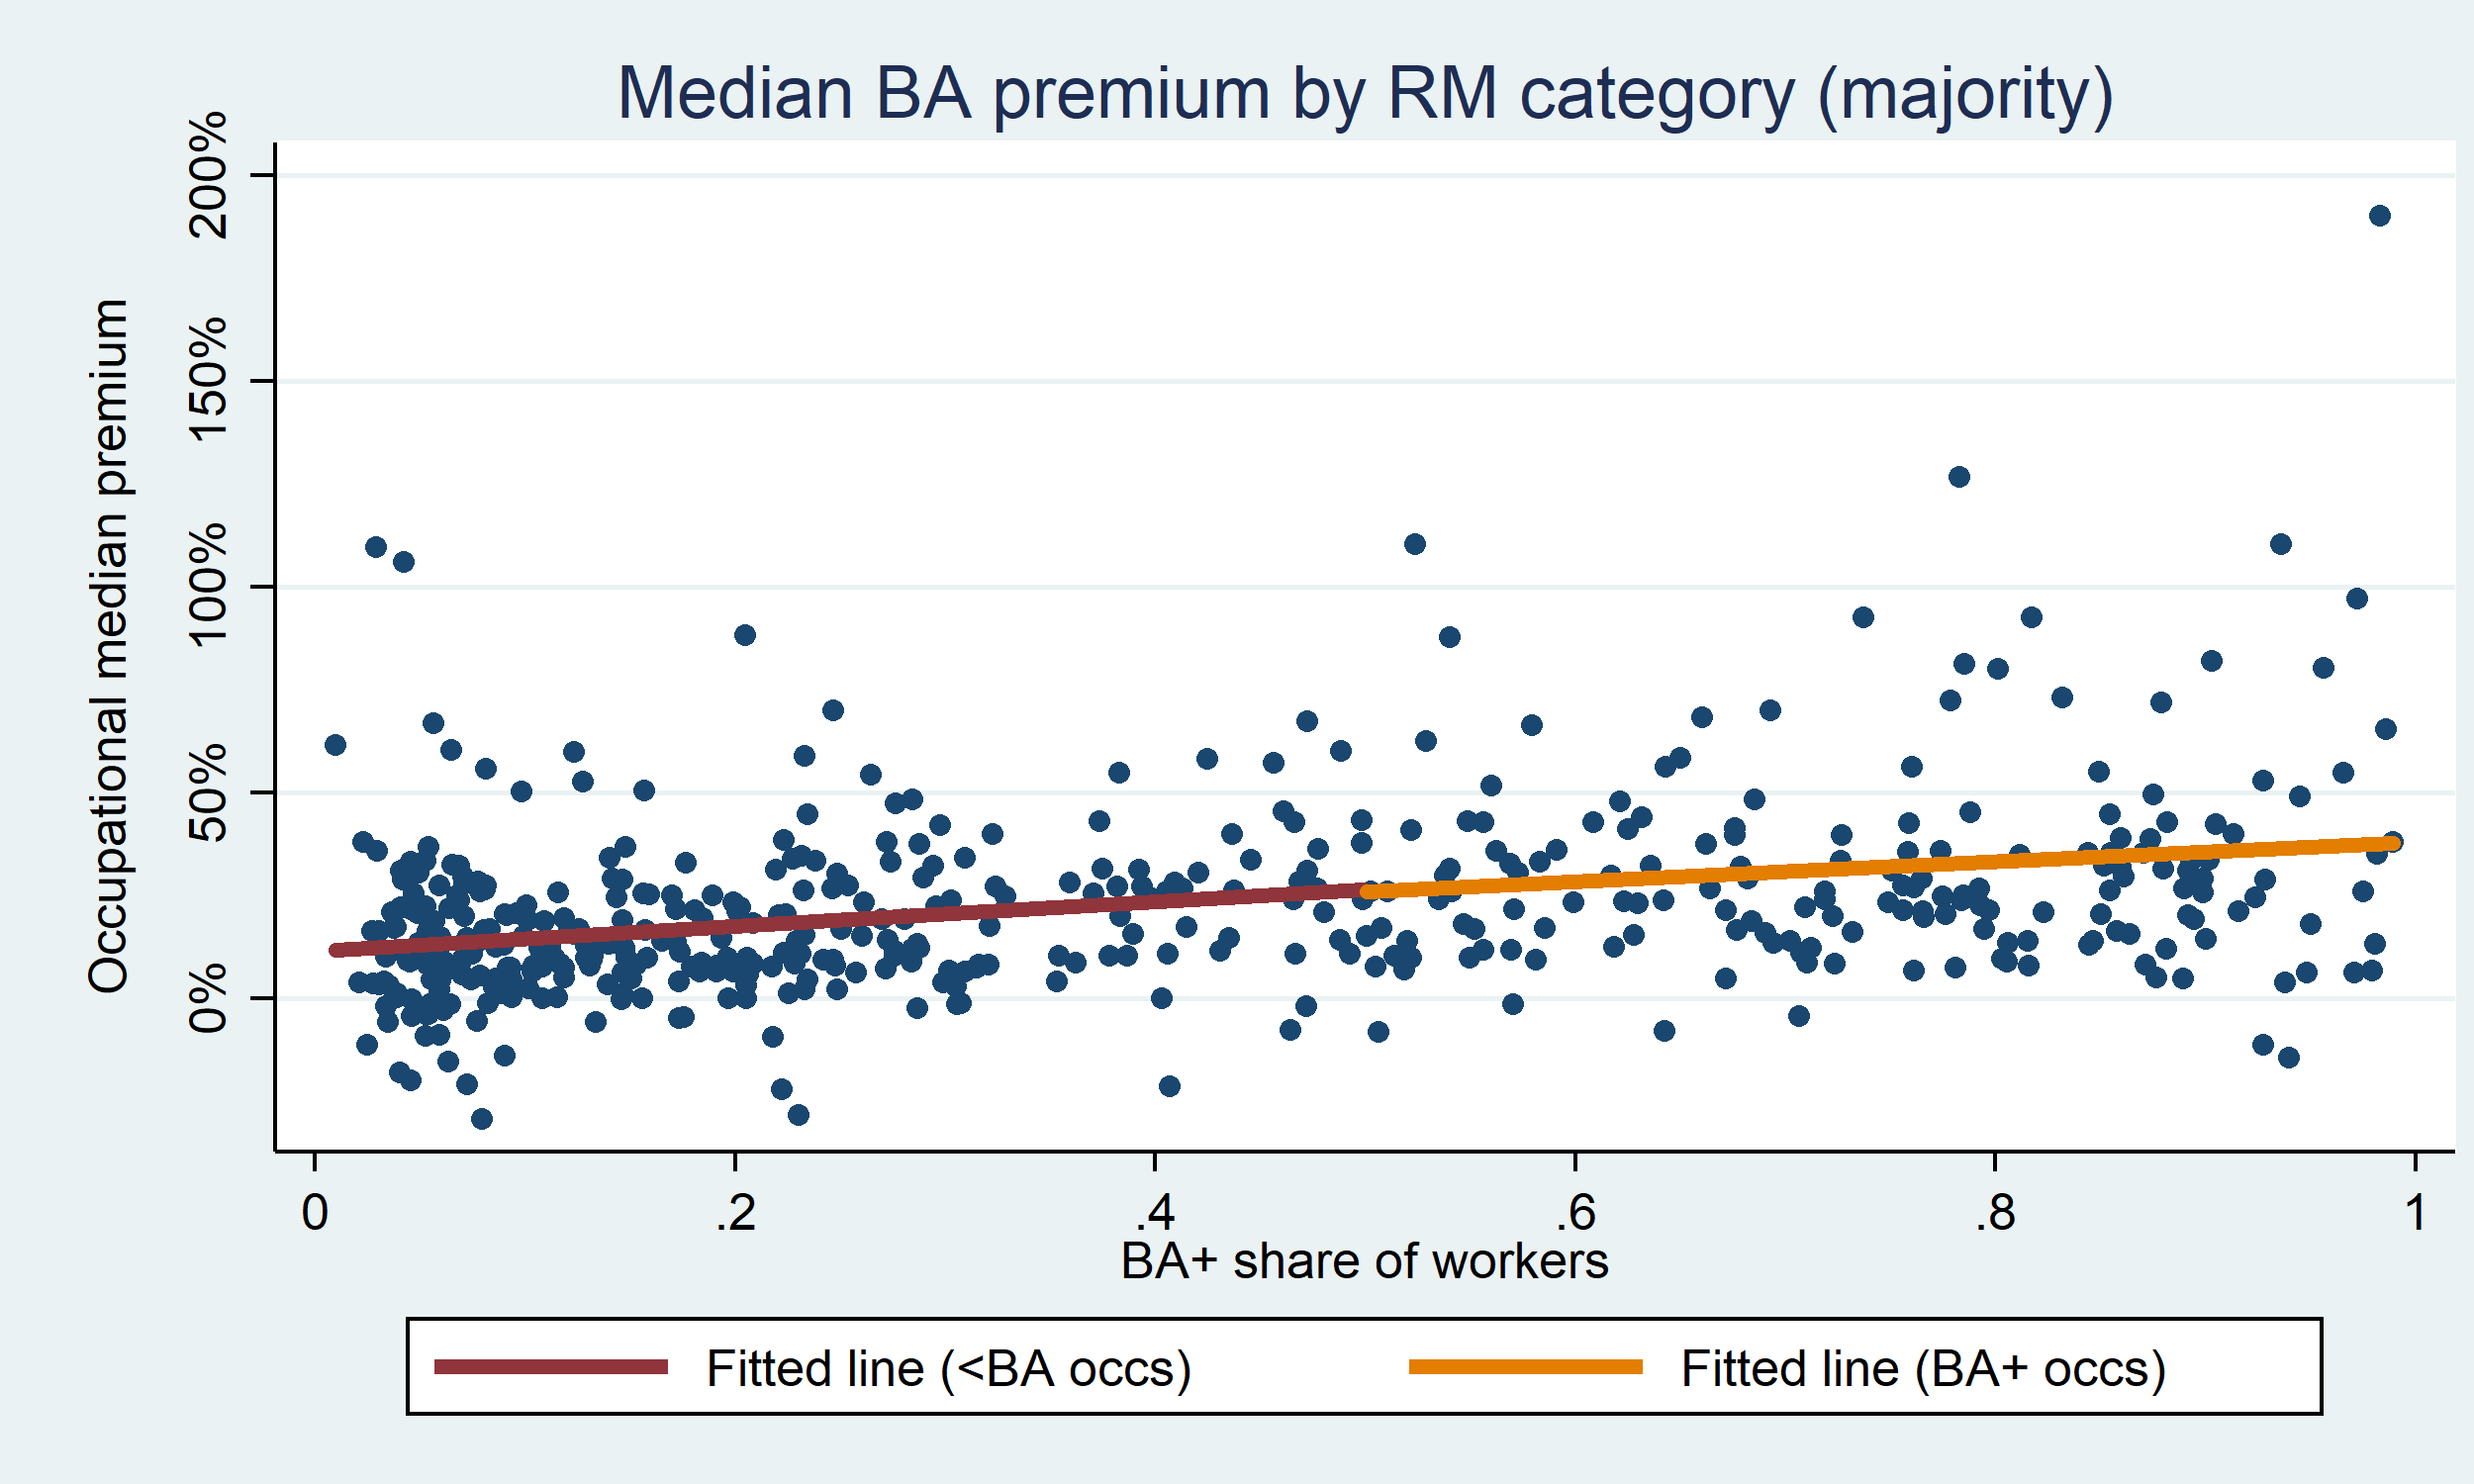 Median BA premium by RM category (majority)
Occupational median premium
200%
150%
100%
50%
0%
0
.2
.4
.6
.8
1
BA+ share of workers
Fitted line (<BA occs)
Fitted line (BA+ occs)